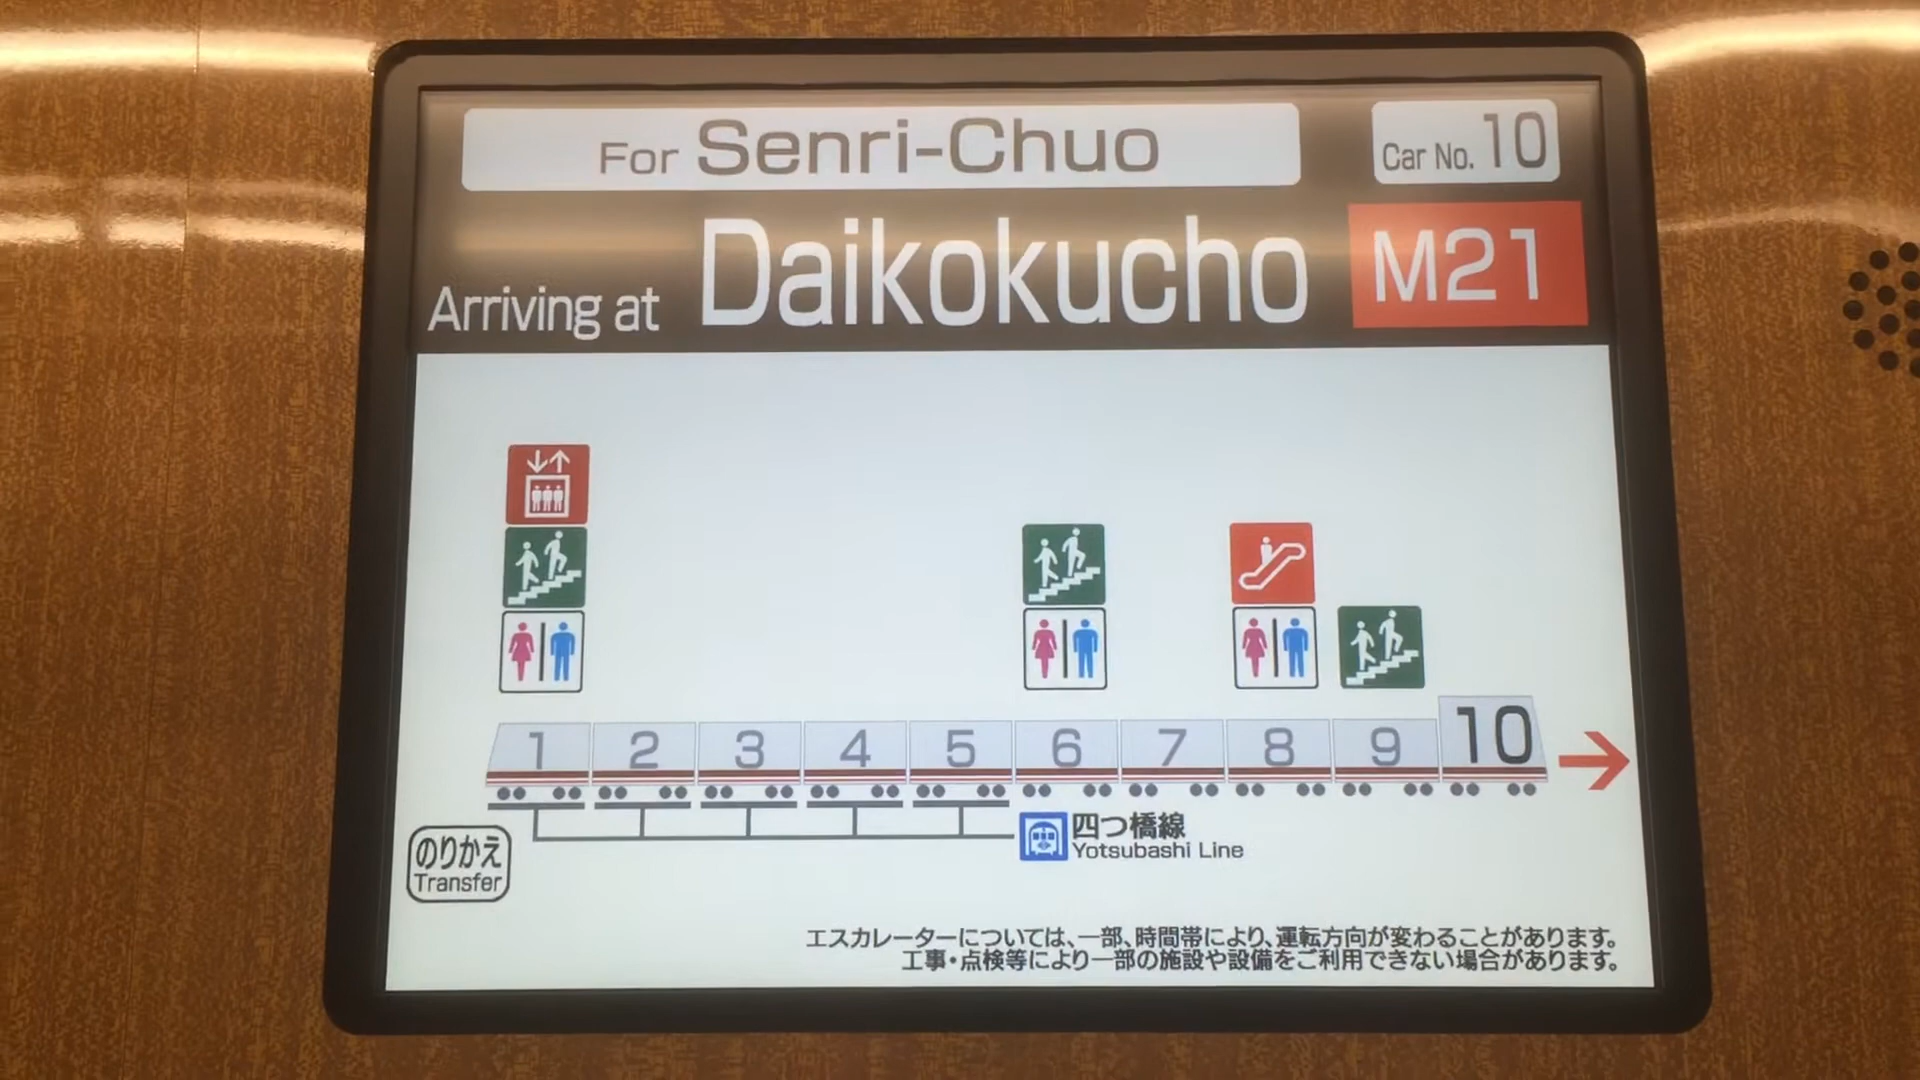 For Senri-Chuo
Car No. 10
Arriving at Daikokucho M21
1 2 3 4 5 6 7 8 9 10
のりかえ
Transfer
四つ橋線
Yotsubashi Line
エスカレーターについては、一部、時間帯により、運転方向が変わることがあります。
工事・点検等により一部の施設や設備をご利用できない場合があります。